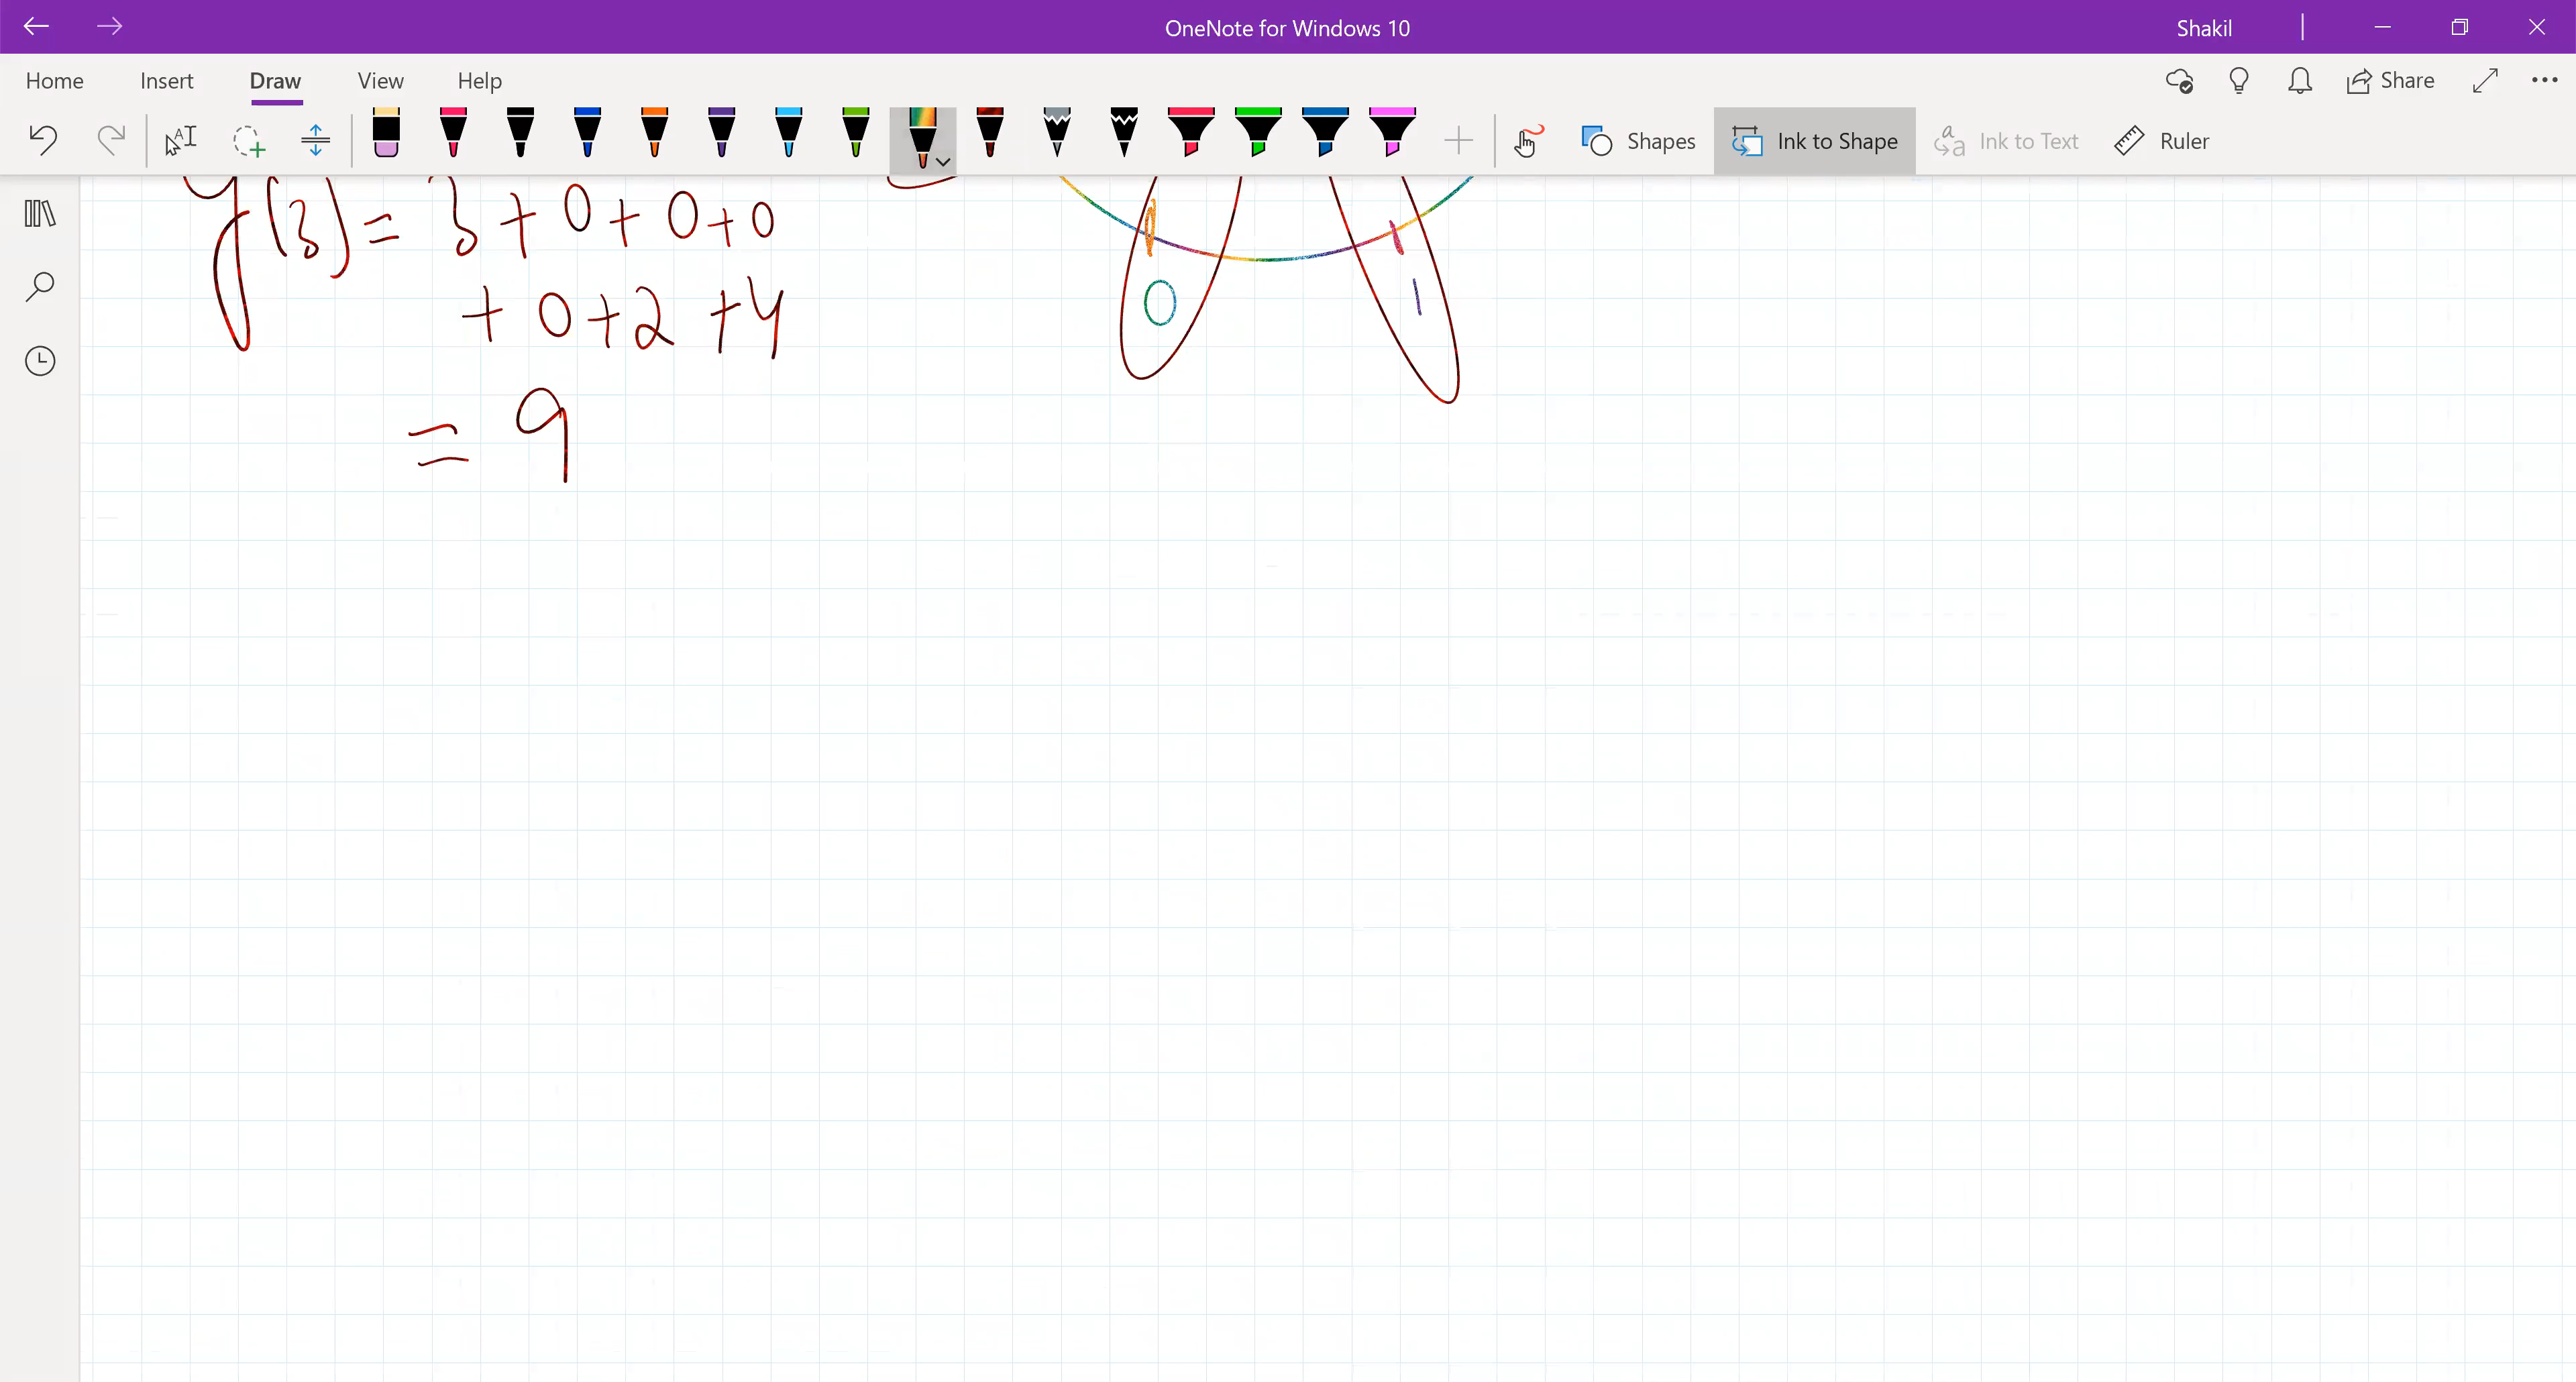 OneNote for Windows 10
Shakil
Home Insert Draw View Help
Share
Shapes Ink to Shape Ink to Text Ruler
y(3) = 3 + 0 + 0 + 0
+ 0 + 2 + 4
= 9
0
1